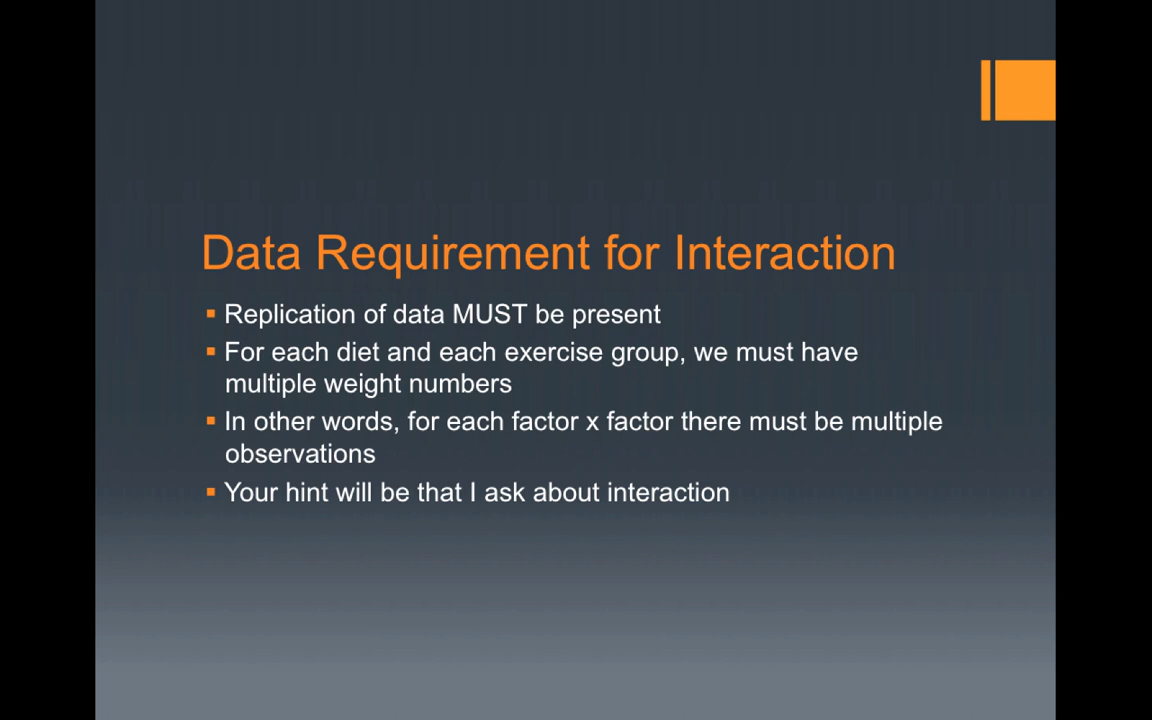 Data Requirement for Interaction
▪ Replication of data MUST be present
▪ For each diet and each exercise group, we must have
multiple weight numbers
▪ In other words, for each factor x factor there must be multiple
observations
▪ Your hint will be that I ask about interaction